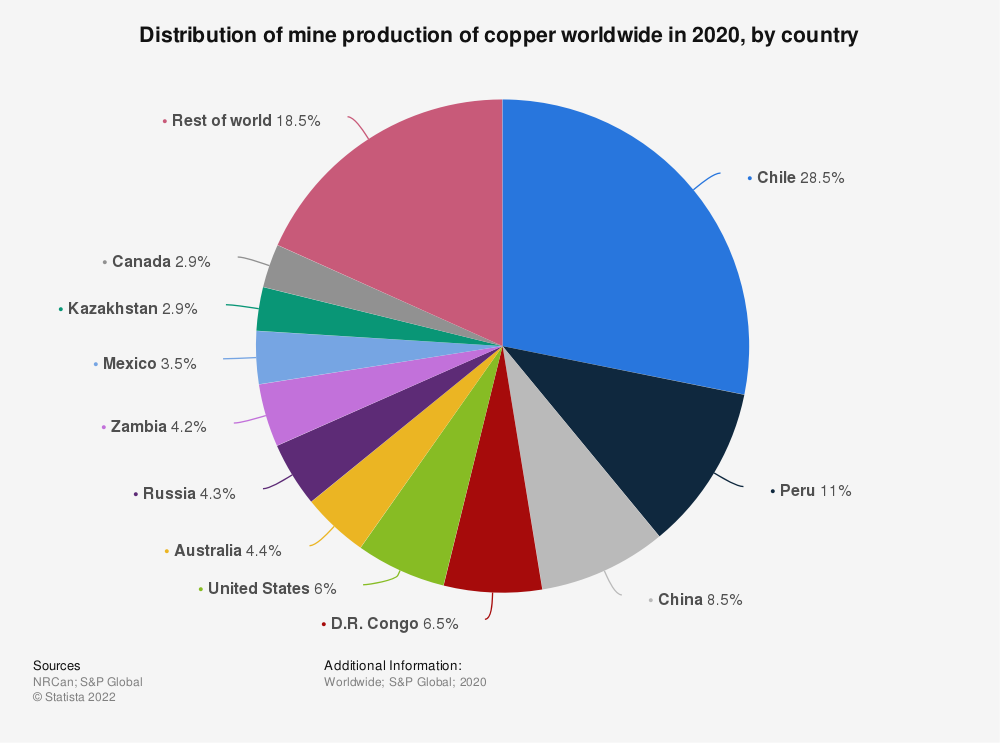 Distribution of mine production of copper worldwide in 2020, by country
Rest of world 18.5%
Chile 28.5%
Canada 2.9%
Kazakhstan 2.9%
Mexico 3.5%
Zambia 4.2%
Russia 4.3%
Peru 11%
Australia 4.4%
United States 6%
China 8.5%
D.R. Congo 6.5%
Sources
NRCan; S&P Global
© Statista 2022
Additional Information:
Worldwide; S&P Global; 2020